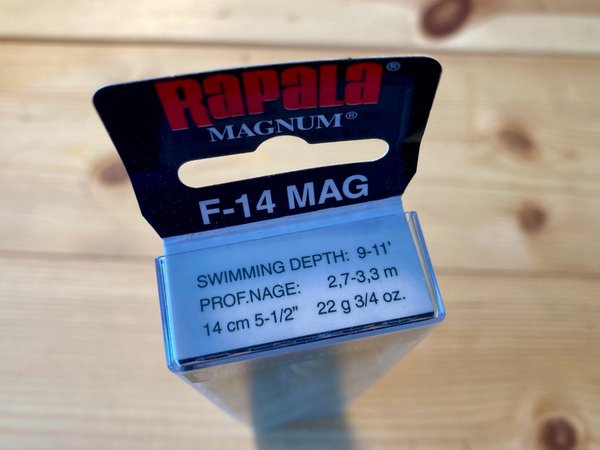 RAPALA®
MAGNUM®
F-14 MAG
SWIMMING DEPTH: 9-11'
PROF.NAGE: 2,7-3,3 m
14 cm 5-1/2” 22 g 3/4 oz.